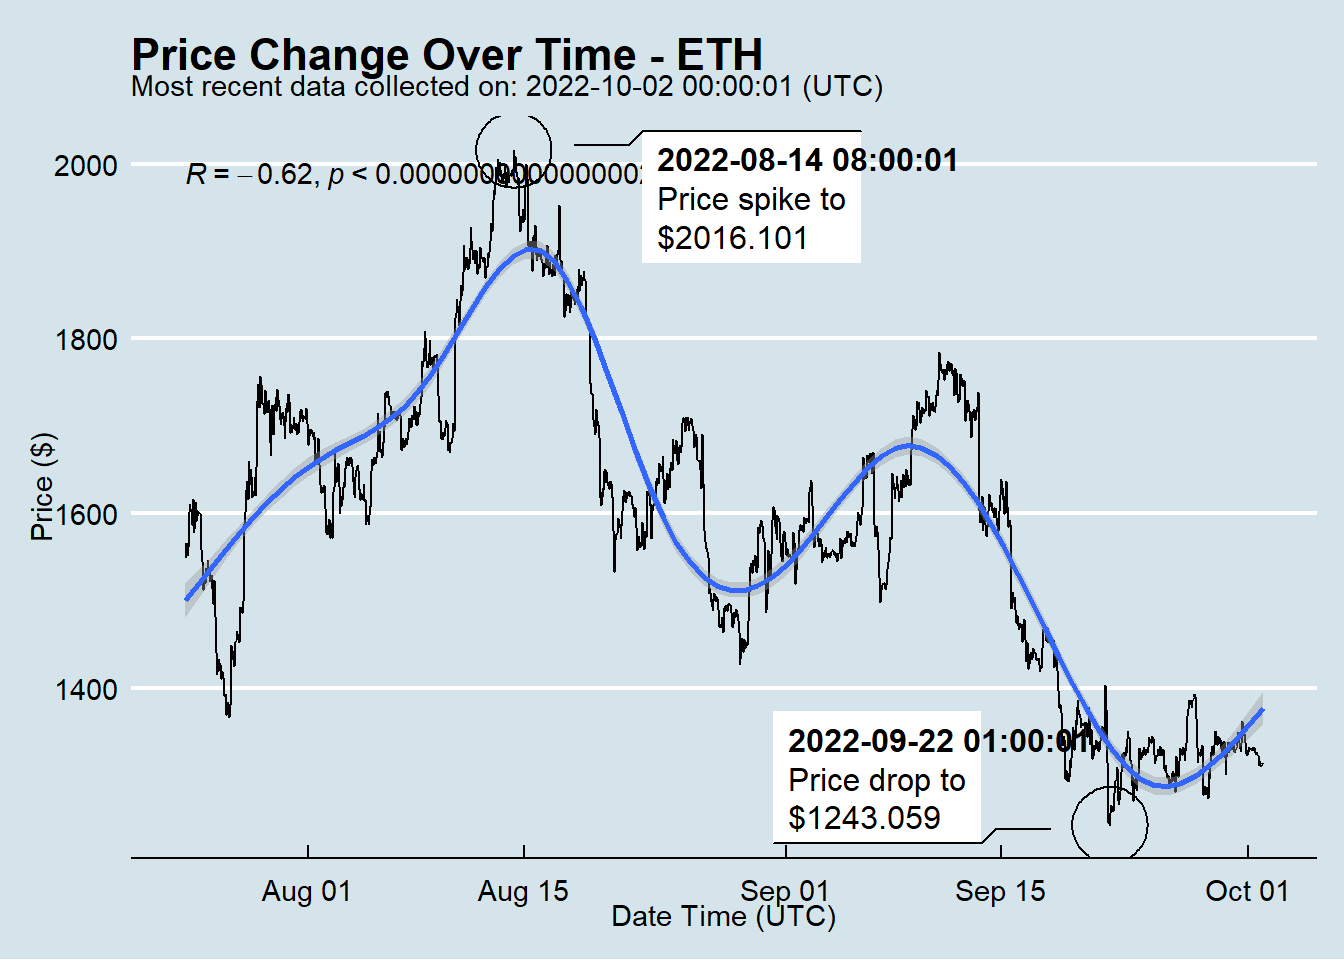 Price Change Over Time - ETH
Most recent data collected on: 2022-10-02 00:00:01 (UTC)
R = −0.62, p < 0.000000
2022-08-14 08:00:01
Price spike to
$2016.101
2000
1800
1600
1400
Price ($)
2022-09-22 01:00:01
Price drop to
$1243.059
Aug 01
Aug 15
Sep 01
Sep 15
Oct 01
Date Time (UTC)